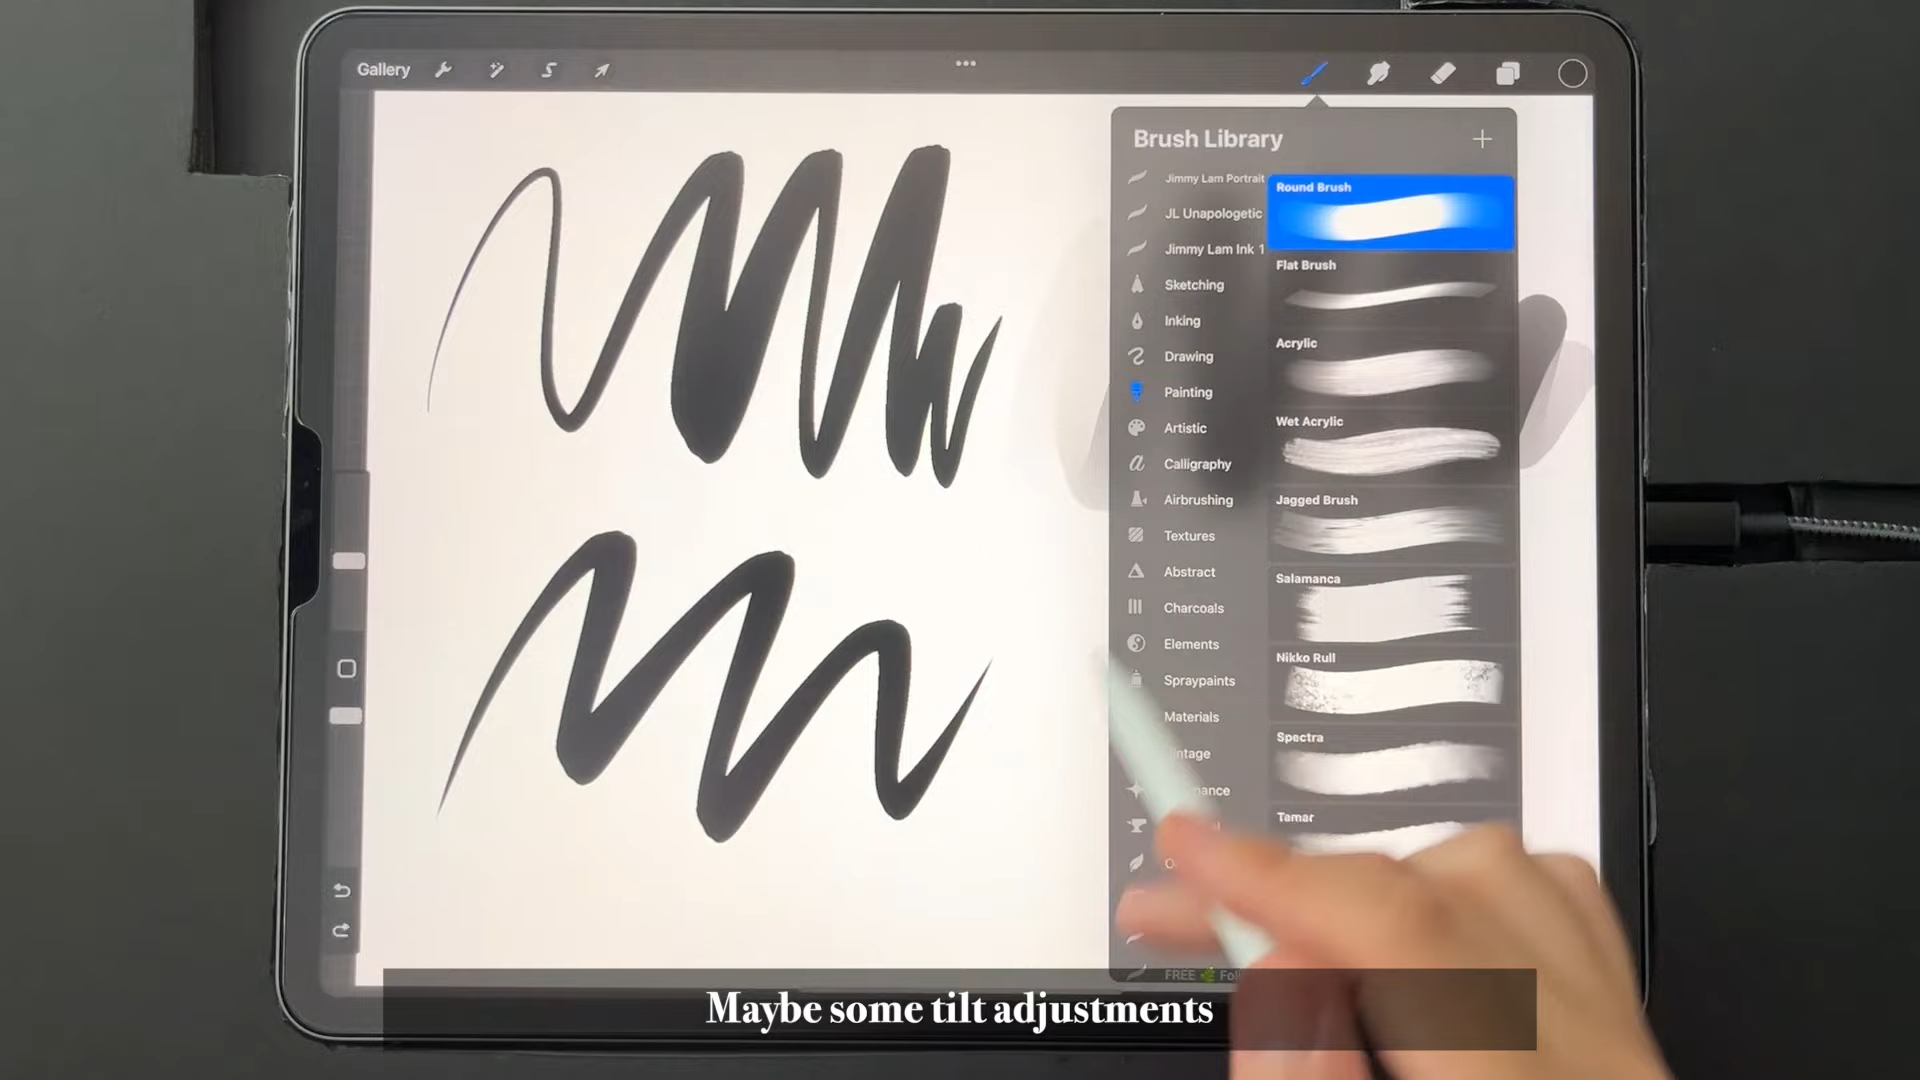 Gallery
Brush Library
Jimmy Lam Portrait
JL Unapologetic
Jimmy Lam Ink 1
Sketching
Inking
Drawing
Painting
Artistic
Calligraphy
Airbrushing
Textures
Abstract
Charcoals
Elements
Spraypaints
Materials
Round Brush
Flat Brush
Acrylic
Wet Acrylic
Jagged Brush
Salamanca
Nikko Rull
Spectra
Tamar
FREE
Maybe some tilt adjustments